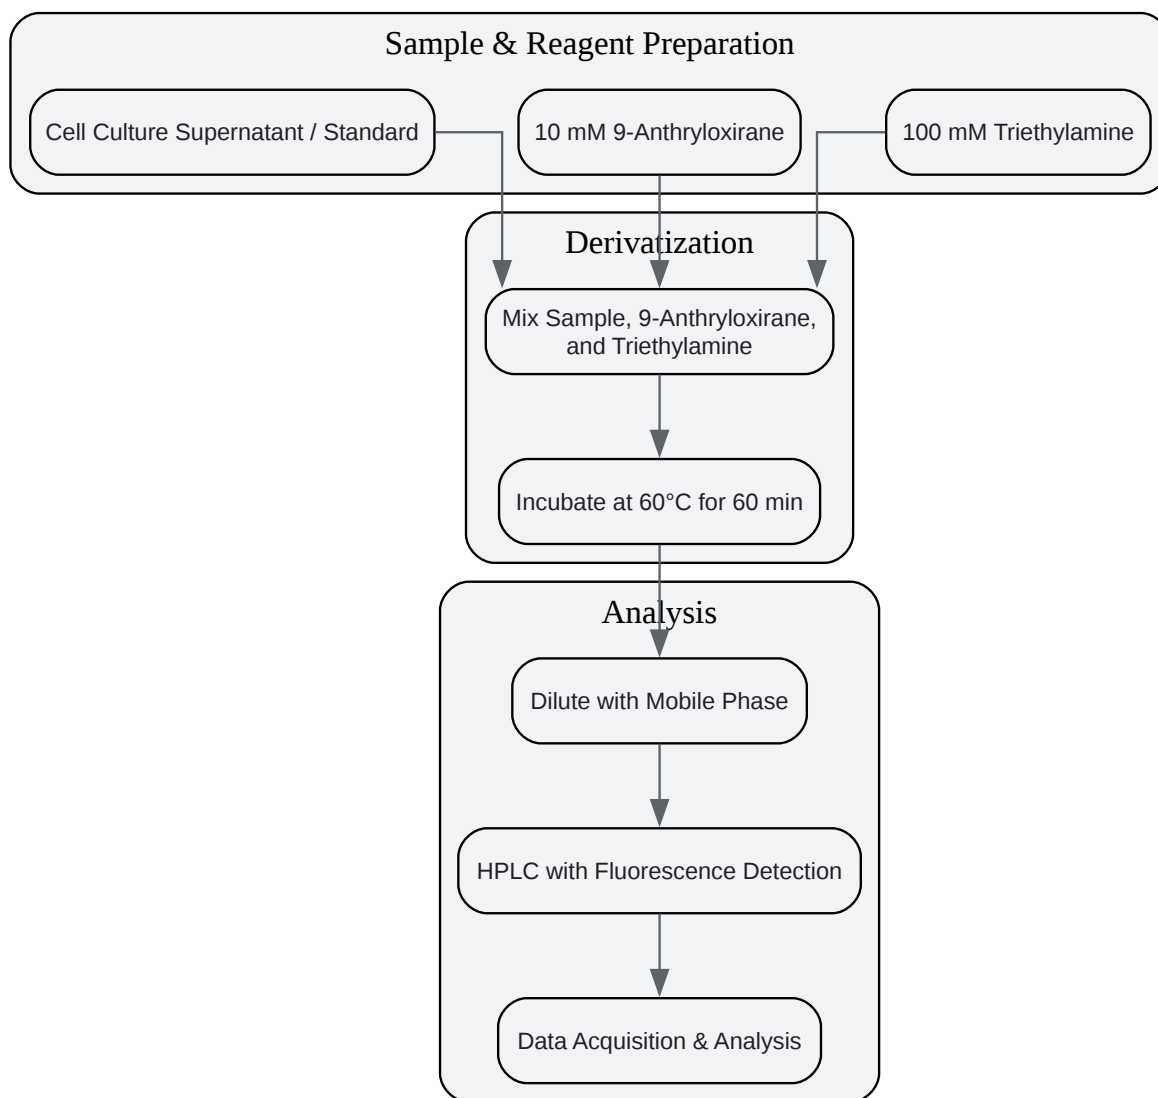 Sample & Reagent Preparation
Cell Culture Supernatant / Standard
10 mM 9-Anthryloxirane
100 mM Triethylamine
Derivatization
Mix Sample, 9-Anthryloxirane,
and Triethylamine
Incubate at 60°C for 60 min
Analysis
Dilute with Mobile Phase
HPLC with Fluorescence Detection
Data Acquisition & Analysis